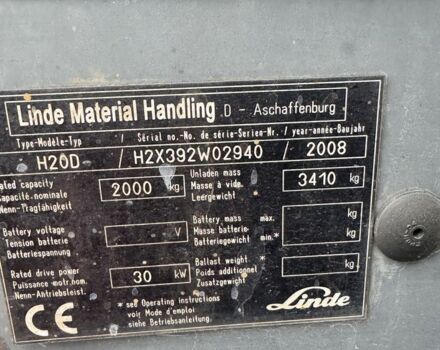 Linde Material Handling D - Aschaffenburg
Type-Modèle-Typ / Sérial no.-No. de série-Serien-Nr. / year-année-Baujahr
H20D / H2X392W02940 / 2008
ated capacity
Capacité-nominale 2000 kg
Nenn-Tragfähigkeit
Unladen mass
Masse à vide 3410 kg
Leergewicht
Battery voltage
Tension batterie V
Batteriespannung
Battery mass max. kg
Masse batterie
Batteriegewicht min.* kg
Rated drive power
Puissance mot.nom. 30 kW
Nenn-Antriebsleist.
Ballast weight *
Poids additionnel kg
Zusatzgewicht
* see Operating instructions
voir Mode d'emploi
siehe Betriebsanleitung.
CE
Linde